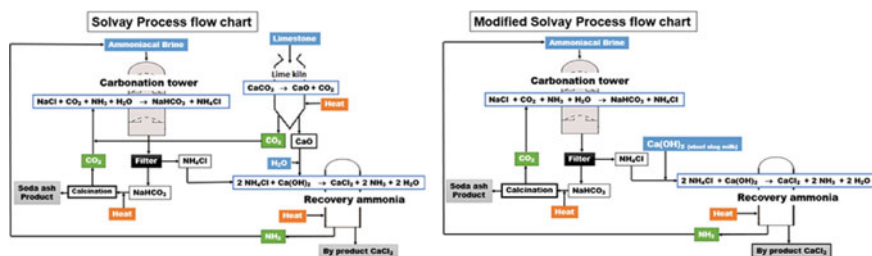 Solvay Process flow chart
Ammoniacal Brine
Limestone
Carbonation tower
Lime kiln
CaCO₃ → CaO + CO₂
NaCl + CO₂ + NH₃ + H₂O → NaHCO₃ + NH₄Cl
Heat
CO₂
CaO
CO₂
Filter
NH₄Cl
H₂O
2 NH₄Cl + Ca(OH)₂ → CaCl₂ + 2 NH₃ + 2 H₂O
Soda ash
Product
Calcination
NaHCO₃
Recovery ammonia
Heat
Heat
NH₃
By product CaCl₂
Modified Solvay Process flow chart
Ammoniacal Brine
Carbonation tower
NaCl + CO₂ + NH₃ + H₂O → NaHCO₃ + NH₄Cl
Ca(OH)₂ (steel slag milk)
CO₂
Filter
NH₄Cl
2 NH₄Cl + Ca(OH)₂ → CaCl₂ + 2 NH₃ + 2 H₂O
Soda ash
Product
Calcination
NaHCO₃
Recovery ammonia
Heat
Heat
NH₃
By product CaCl₂